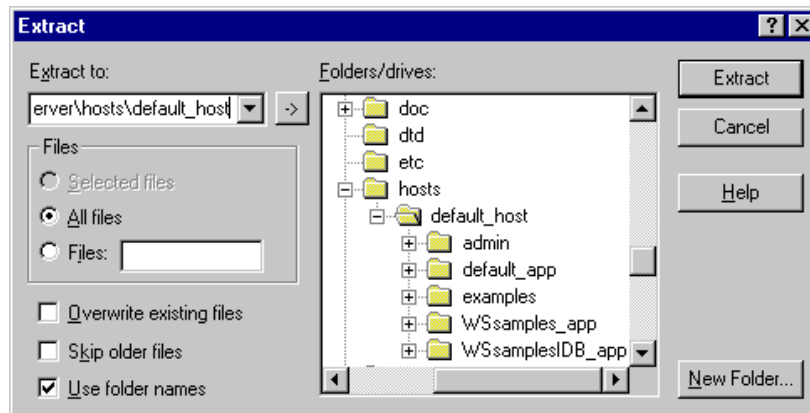 Extract
Extract to:
erver\hosts\default_host
->
Files
Selected files
All files
Files:
Overwrite existing files
Skip older files
Use folder names
Folders/drives:
doc
dtd
etc
hosts
default_host
admin
default_app
examples
WSsamples_app
WSsamplesIDB_app
Extract
Cancel
Help
New Folder...